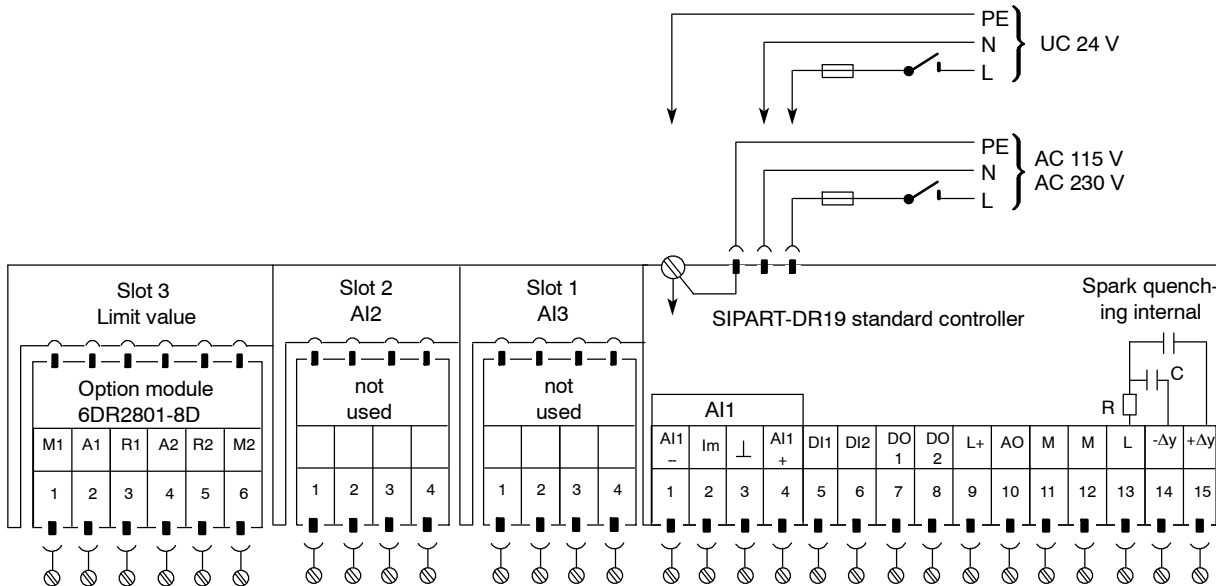 PE
N
L
UC 24 V
PE
N
L
AC 115 V
AC 230 V
Slot 3
Limit value
Slot 2
AI2
Slot 1
AI3
SIPART-DR19 standard controller
Spark quench-
ing internal
R
C
Option module
6DR2801-8D
M1 A1 R1 A2 R2 M2
1 2 3 4 5 6
not
used
1 2 3 4
not
used
1 2 3 4
AI1
AI1 – Im ⊥ AI1 + DI1 DI2 DO 1 DO 2 L+ AO M M L -Δy +Δy
1 2 3 4 5 6 7 8 9 10 11 12 13 14 15